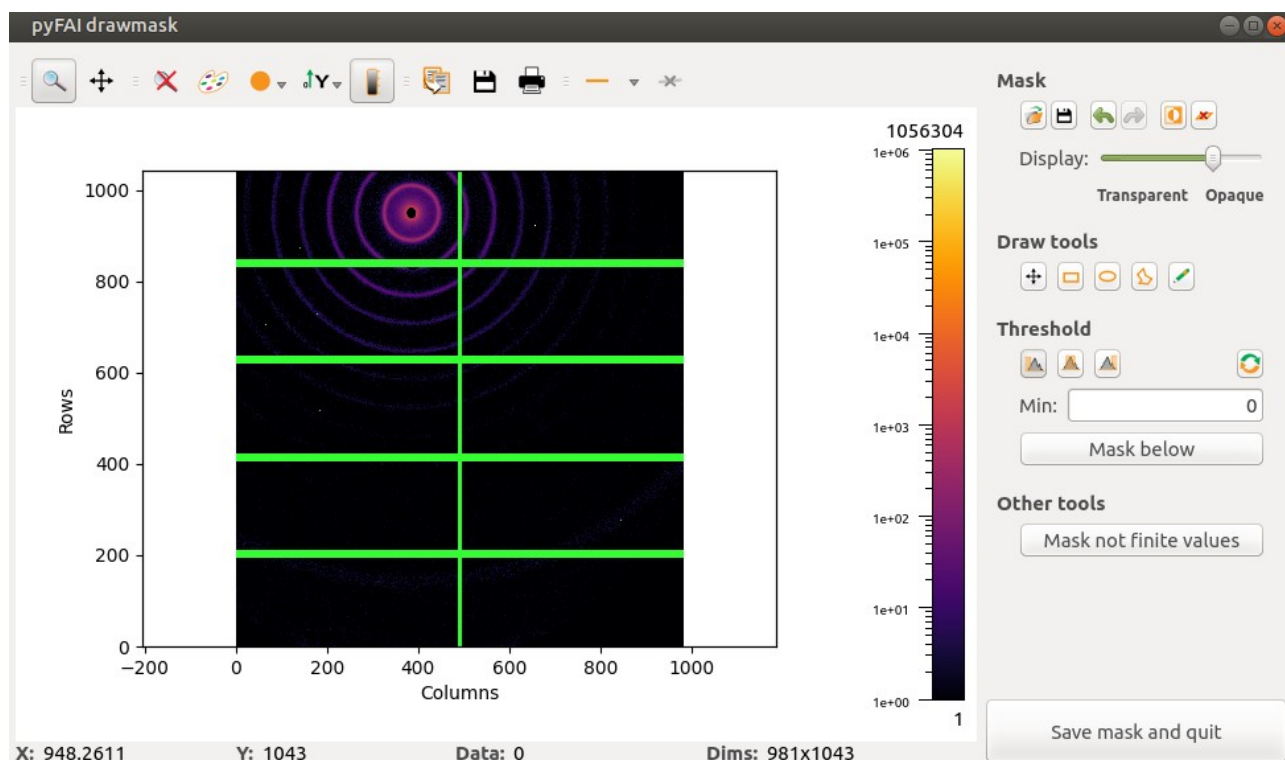 pyFAI drawmask
Mask
Display:
Transparent Opaque
Draw tools
Threshold
Min: 0
Mask below
Other tools
Mask not finite values
Save mask and quit
1056304
1e+06
1e+05
1e+04
1e+03
1e+02
1e+01
1e+00
1
Rows
1000
800
600
400
200
0
−200 0 200 400 600 800 1000
Columns
X: 948.2611 Y: 1043 Data: 0 Dims: 981x1043